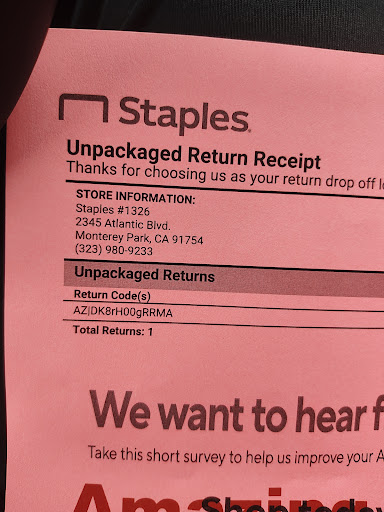 Staples
Unpackaged Return Receipt
Thanks for choosing us as your return drop off
STORE INFORMATION:
Staples #1326
2345 Atlantic Blvd.
Monterey Park, CA 91754
(323) 980-9233
Unpackaged Returns
Return Code(s)
AZ|DK8rH00gRRMA
Total Returns: 1
We want to hear
Take this short survey to help us improve your